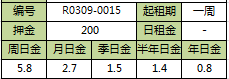 编号 R0309-0015 起租期 一周
押金 200 日租金 -
周日金 月日金 季日金 半年日金 年日金
5.8 2.7 1.5 1.4 0.8